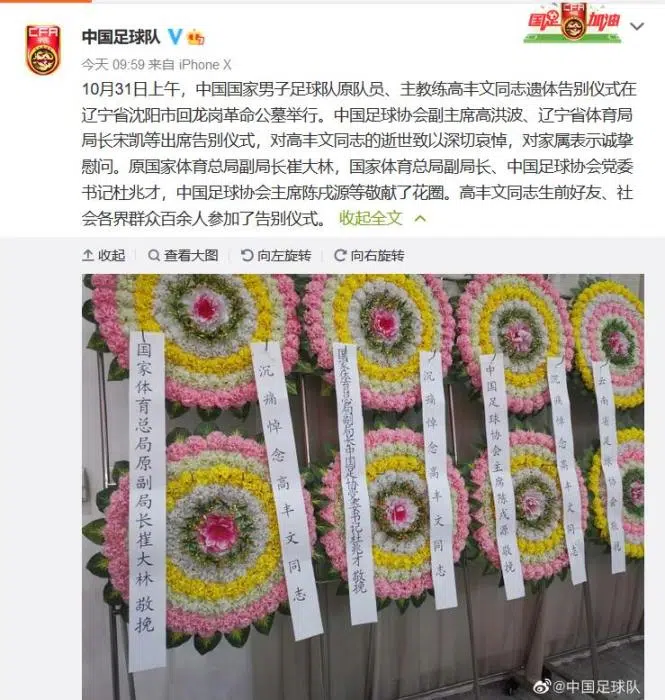 中国足球队
国足加油
今天 09:59 来自 iPhone X
10月31日上午，中国国家男子足球队原队员、主教练高丰文同志遗体告别仪式在
辽宁省沈阳市回龙岗革命公墓举行。中国足球协会副主席高洪波、辽宁省体育局
局长宋凯等出席告别仪式，对高丰文同志的逝世致以深切哀悼，对家属表示诚挚
慰问。原国家体育总局副局长崔大林，国家体育总局副局长、中国足球协会党委
书记杜兆才，中国足球协会主席陈戌源等敬献了花圈。高丰文同志生前好友、社
会各界群众百余人参加了告别仪式。 收起全文
收起 查看大图 向左旋转 向右旋转
国家体育总局原副局长崔大林 敬挽
沉痛悼念高丰文同志
国家体育总局副局长中国足协党委书记杜兆才 敬挽
沉痛悼念高丰文同志
中国足球协会主席陈戌源 敬挽
沉痛悼念高丰文同志
云南省足球协会 敬挽
@中国足球队